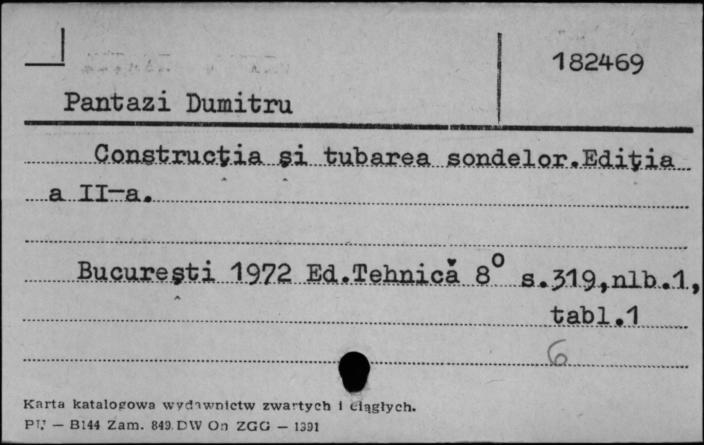 182469
Pantazi Dumitru
Construcţia şi tubarea sondelor.Ediţia
a II-a.
Bucureşti 1972 Ed.Tehnică 8° s.319,nlb.1,
tabl.1
6
Karta katalogowa wydawnictw zwartych i ciągłych.
PU — B144 Zam. 849. DW On ZGG — 1391